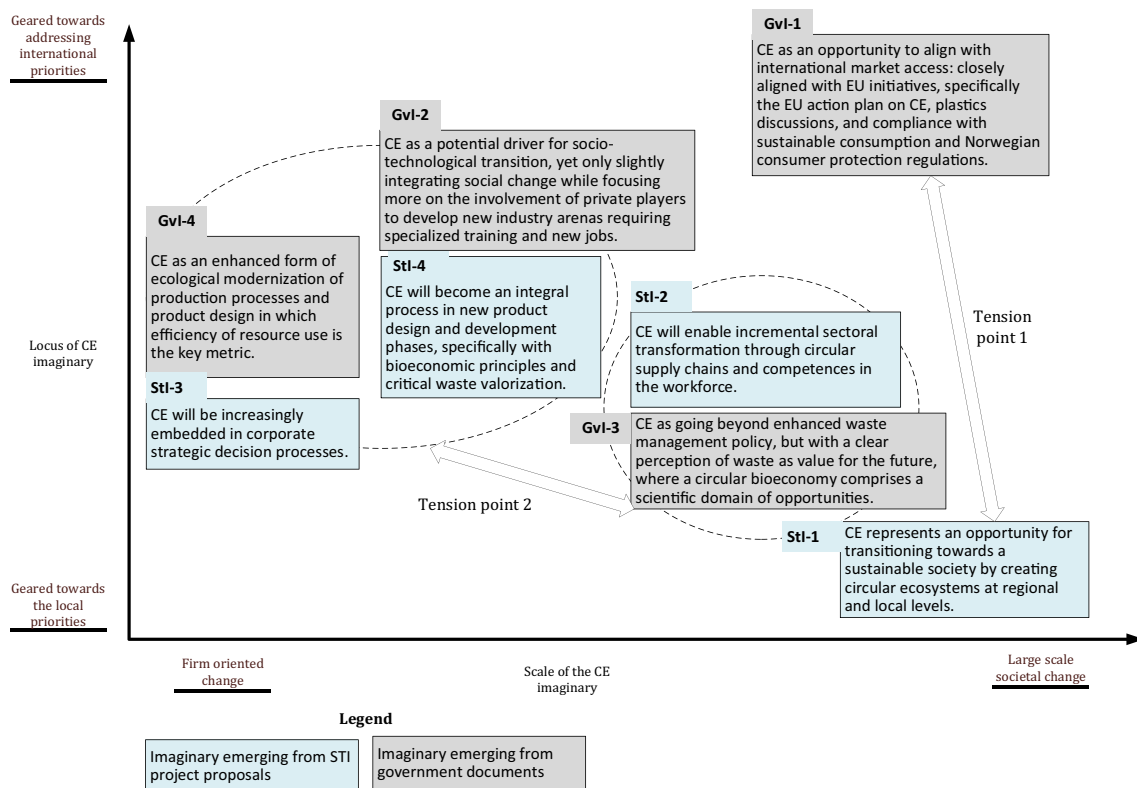 Geared towards
addressing
international
priorities
GvI-1
CE as an opportunity to align with
international market access: closely
aligned with EU initiatives, specifically
the EU action plan on CE, plastics
discussions, and compliance with
sustainable consumption and Norwegian
consumer protection regulations.
GvI-2
CE as a potential driver for socio-
technological transition, yet only slightly
integrating social change while focusing
more on the involvement of private players
to develop new industry arenas requiring
specialized training and new jobs.
GvI-4
CE as an enhanced form of
ecological modernization of
production processes and
product design in which
efficiency of resource use is
the key metric.
StI-4
CE will become an integral
process in new product
design and development
phases, specifically with
bioeconomic principles and
critical waste valorization.
StI-2
CE will enable incremental sectoral
transformation through circular
supply chains and competences in
the workforce.
Tension
point 1
Locus of CE
imaginary
StI-3
CE will be increasingly
embedded in corporate
strategic decision processes.
GvI-3
CE as going beyond enhanced waste
management policy, but with a clear
perception of waste as value for the future,
where a circular bioeconomy comprises a
scientific domain of opportunities.
Tension point 2
StI-1
CE represents an opportunity for
transitioning towards a
sustainable society by creating
circular ecosystems at regional
and local levels.
Geared towards
the local
priorities
Firm oriented
change
Scale of the CE
imaginary
Large scale
societal change
Legend
Imaginary emerging from STI
project proposals
Imaginary emerging from
government documents